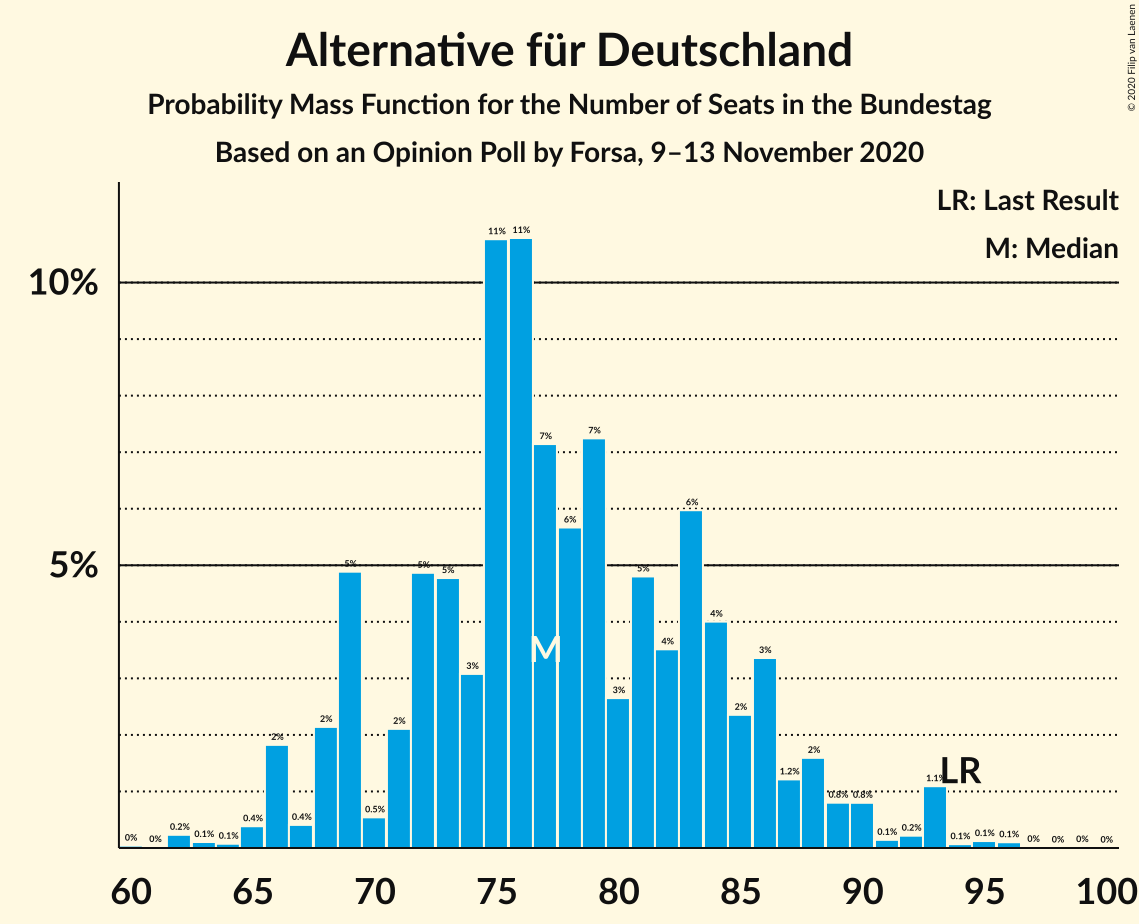 Alternative für Deutschland
Probability Mass Function for the Number of Seats in the Bundestag
Based on an Opinion Poll by Forsa, 9–13 November 2020
© 2020 Filip van Laenen
LR: Last Result
M: Median
10%
5%
0% 0% 0.2% 0.1% 0.1% 0.4% 2% 0.4% 2% 5% 0.5% 2% 5% 5% 3% 11% 11% 7% 6% 7% 3% 5% 4% 6% 4% 2% 3% 1.2% 2% 0.8% 0.8% 0.1% 0.2% 1.1% 0.1% 0.1% 0.1% 0% 0% 0% 0%
M
LR
60 65 70 75 80 85 90 95 100